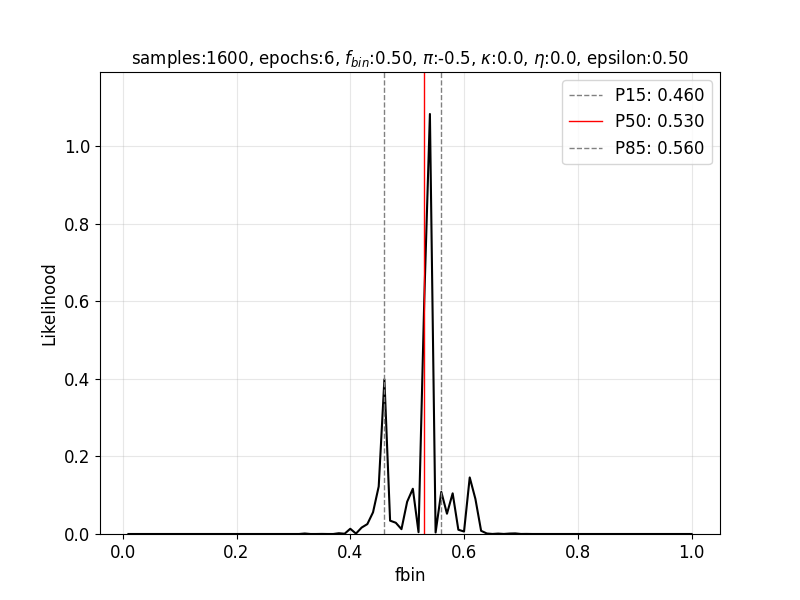 samples:1600, epochs:6, $f_{bin}$:0.50, π:-0.5, κ:0.0, η:0.0, epsilon:0.50
P15: 0.460
P50: 0.530
P85: 0.560
Likelihood
1.0
0.8
0.6
0.4
0.2
0.0
0.0 0.2 0.4 0.6 0.8 1.0
fbin